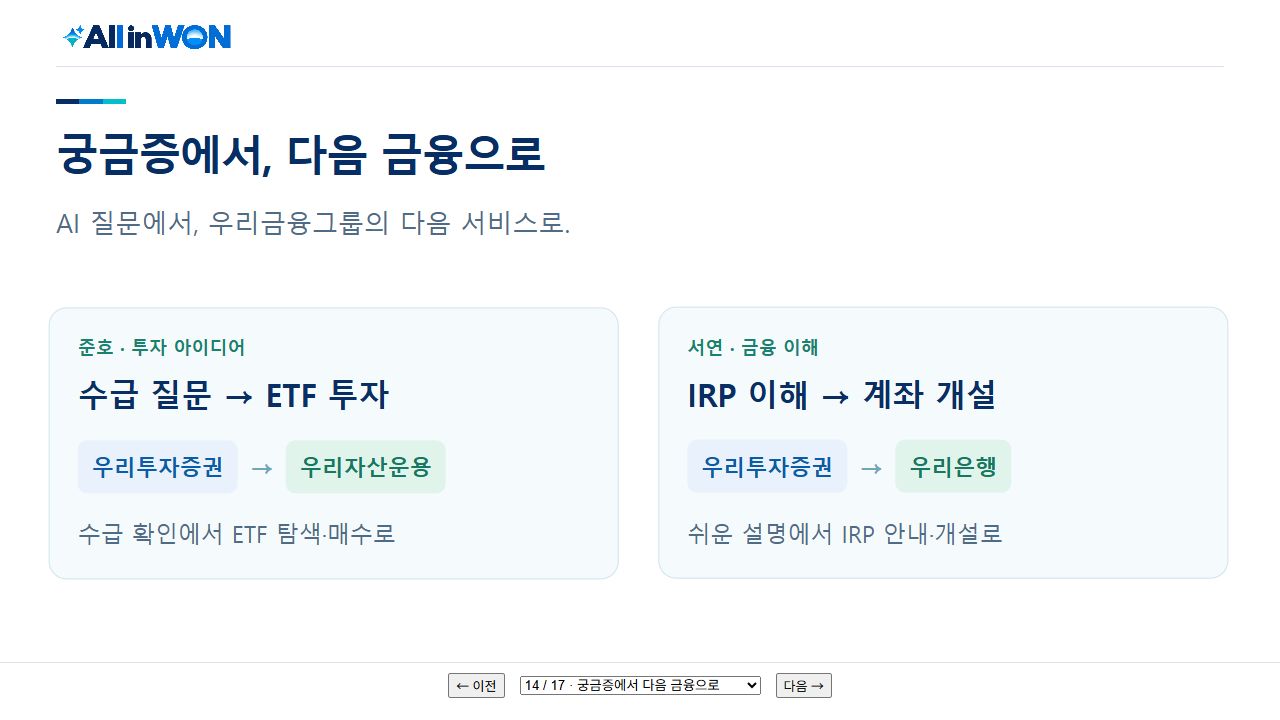 AllinWON
궁금증에서, 다음 금융으로
AI 질문에서, 우리금융그룹의 다음 서비스로.
준호 · 투자 아이디어
수급 질문 → ETF 투자
우리투자증권 → 우리자산운용
수급 확인에서 ETF 탐색·매수로
서연 · 금융 이해
IRP 이해 → 계좌 개설
우리투자증권 → 우리은행
쉬운 설명에서 IRP 안내·개설로
← 이전
14 / 17 · 궁금증에서 다음 금융으로
다음 →